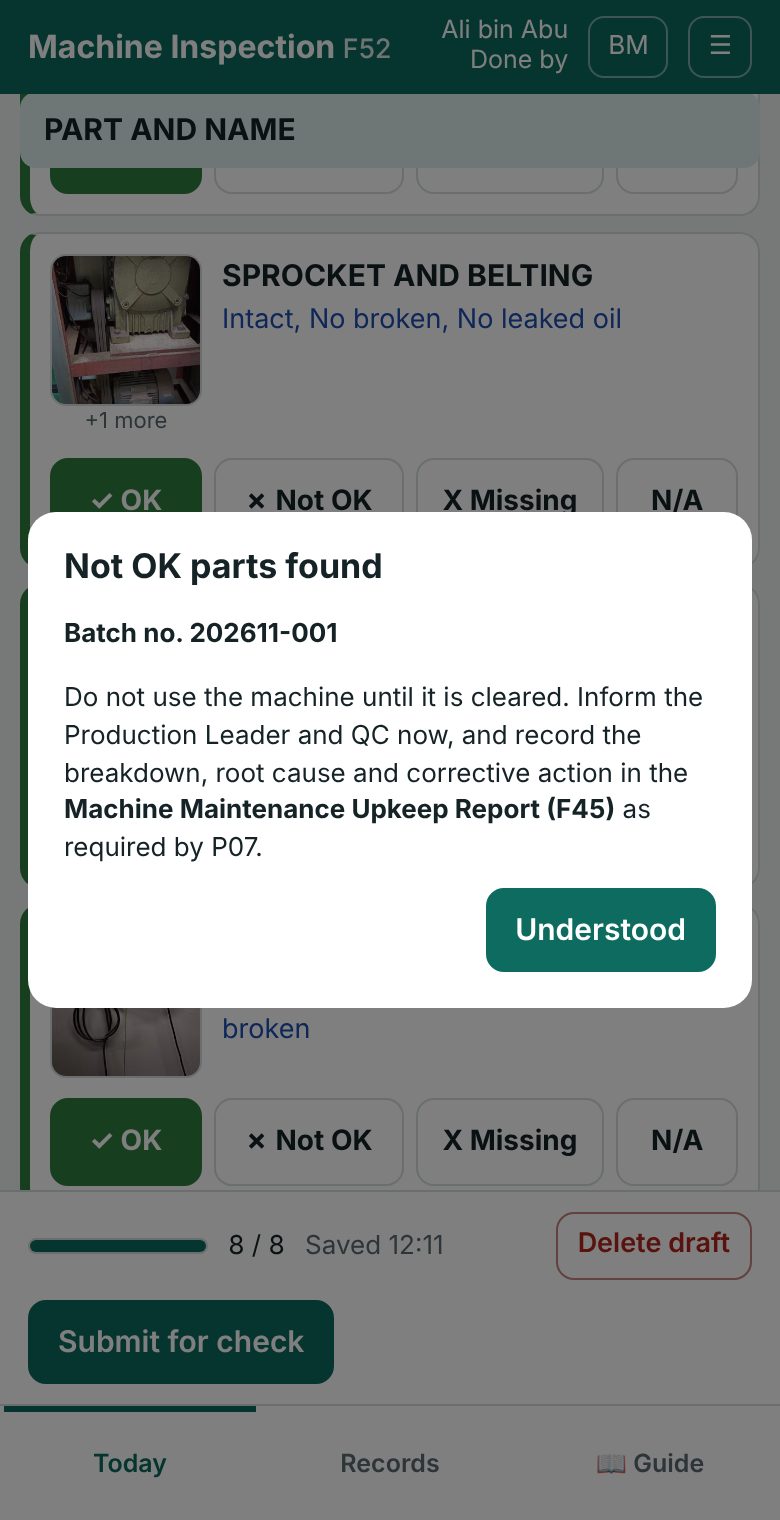 Machine Inspection F52
Ali bin Abu
Done by
BM
☰
PART AND NAME
SPROCKET AND BELTING
Intact, No broken, No leaked oil
+1 more
✓ OK
× Not OK
X Missing
N/A
Not OK parts found
Batch no. 202611-001
Do not use the machine until it is cleared. Inform the
Production Leader and QC now, and record the
breakdown, root cause and corrective action in the
Machine Maintenance Upkeep Report (F45) as
required by P07.
Understood
broken
✓ OK
× Not OK
X Missing
N/A
8 / 8
Saved 12:11
Delete draft
Submit for check
Today
Records
📖 Guide